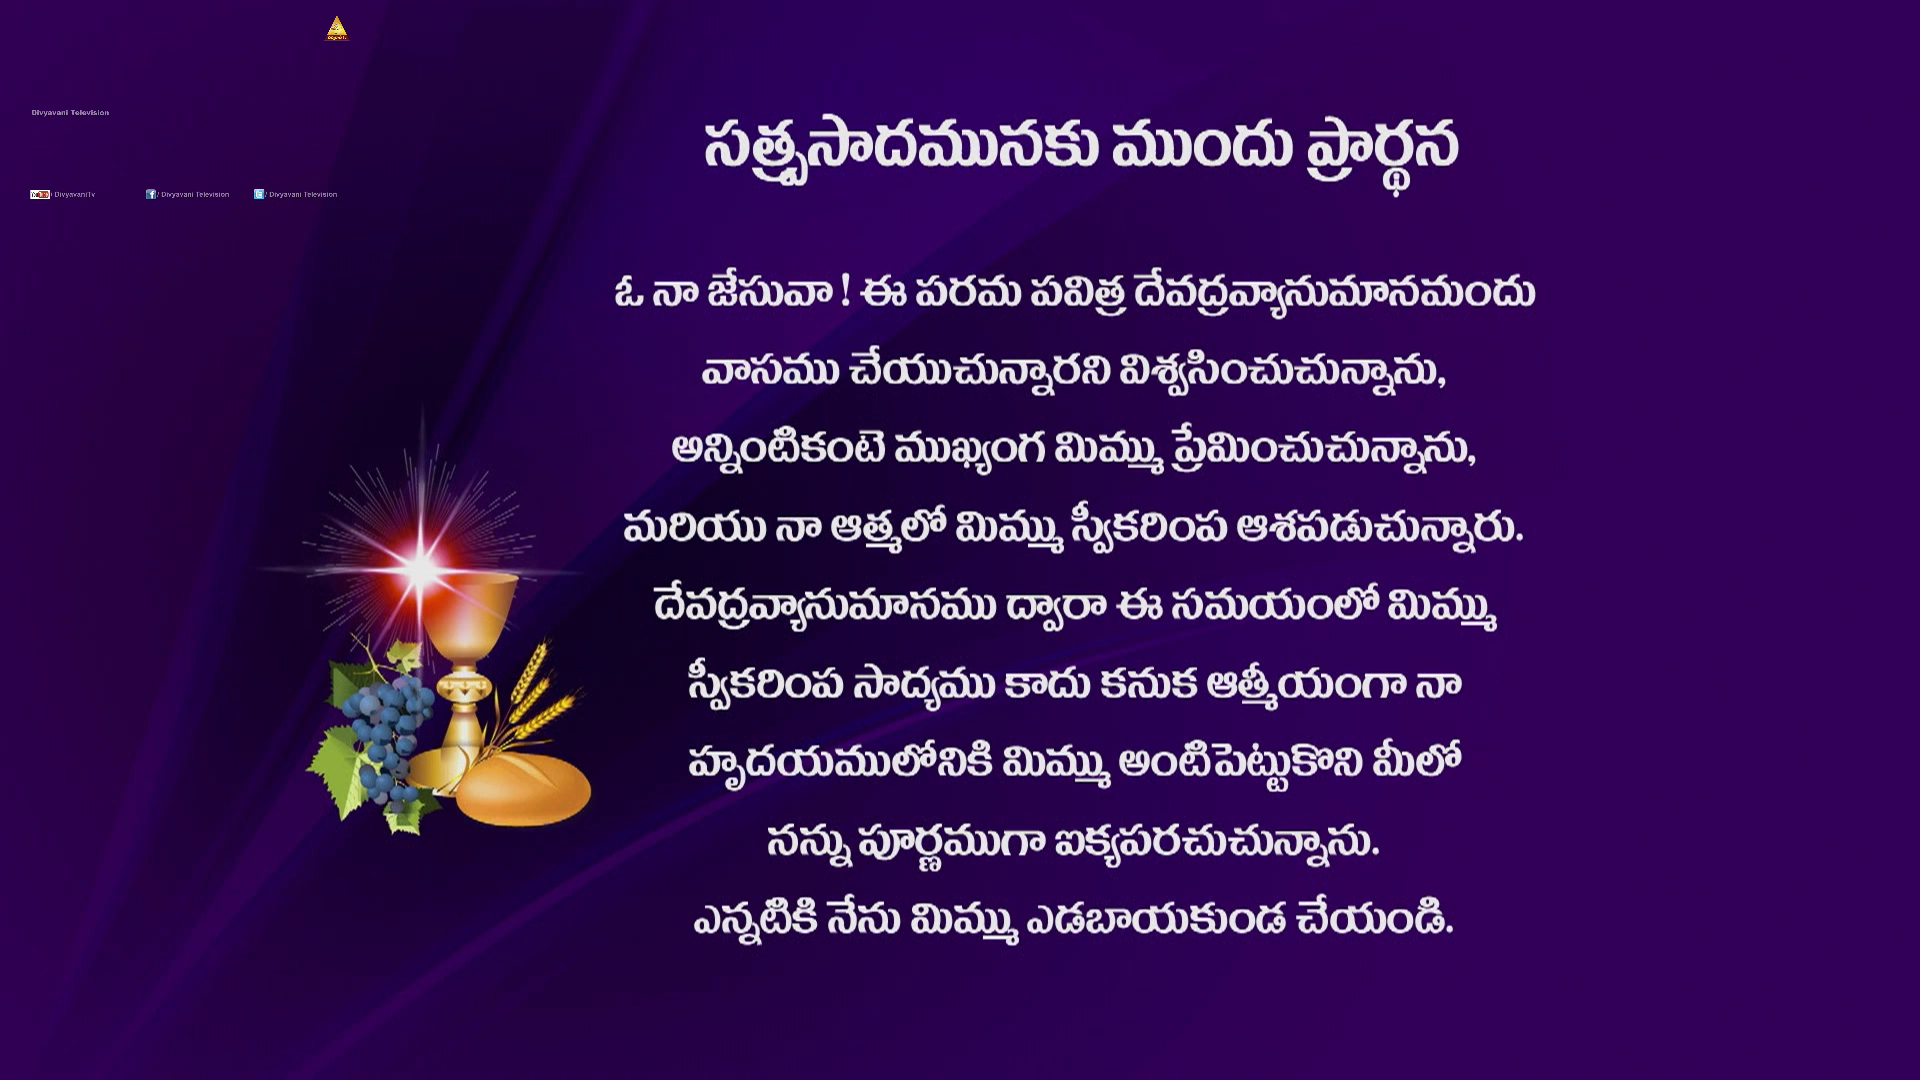 Divyavani Television
/ DivyavaniTv
/ Divyavani Television
/ Divyavani Television
సత్ప్రసాదమునకు ముందు ప్రార్థన
ఓ నా జేసువా ! ఈ పరమ పవిత్ర దేవద్రవ్యానుమానమందు
వాసము చేయుచున్నారని విశ్వసించుచున్నాను,
అన్నింటికంటె ముఖ్యంగ మిమ్ము ప్రేమించుచున్నాను,
మరియు నా ఆత్మలో మిమ్ము స్వీకరింప ఆశపడుచున్నారు.
దేవద్రవ్యానుమానము ద్వారా ఈ సమయంలో మిమ్ము
స్వీకరింప సాద్యము కాదు కనుక ఆత్మీయంగా నా
హృదయములోనికి మిమ్ము అంటిపెట్టుకొని మీలో
నన్ను పూర్ణముగా ఐక్యపరచుచున్నాను.
ఎన్నటికి నేను మిమ్ము ఎడబాయకుండ చేయండి.